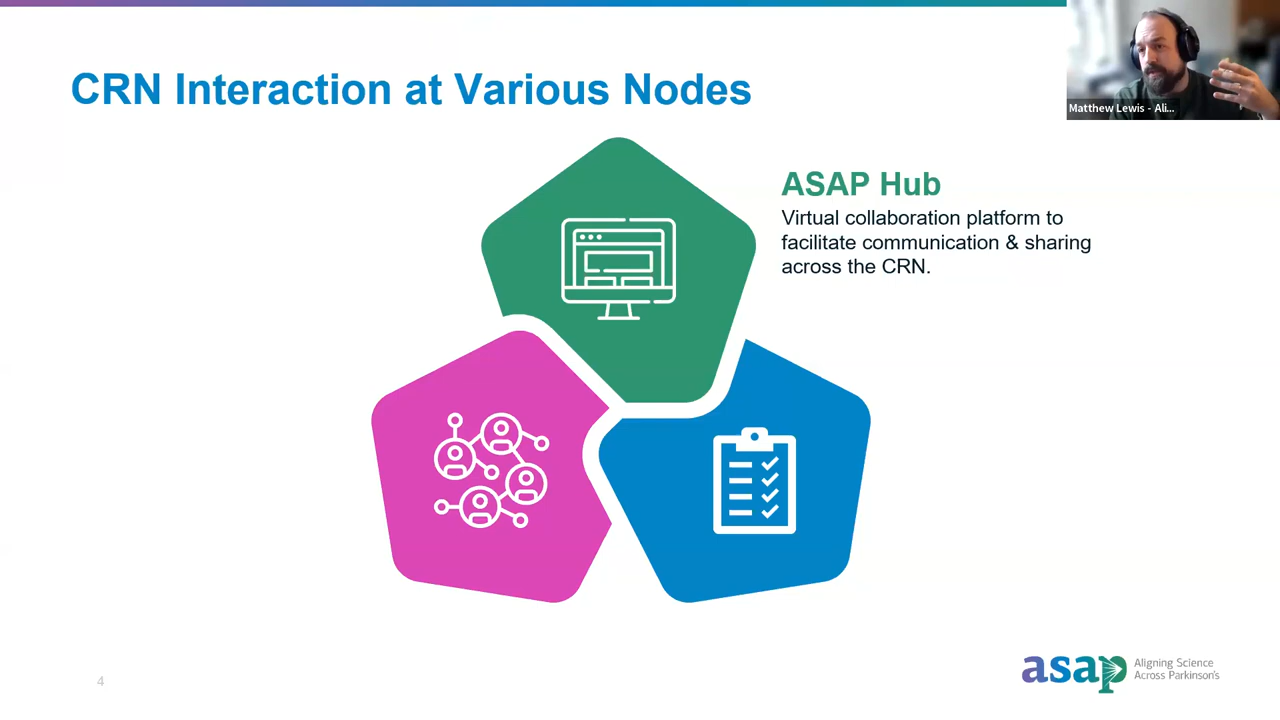 CRN Interaction at Various Nodes
Matthew Lewis - Ali...
ASAP Hub
Virtual collaboration platform to
facilitate communication & sharing
across the CRN.
4
asap
Aligning Science
Across Parkinson's